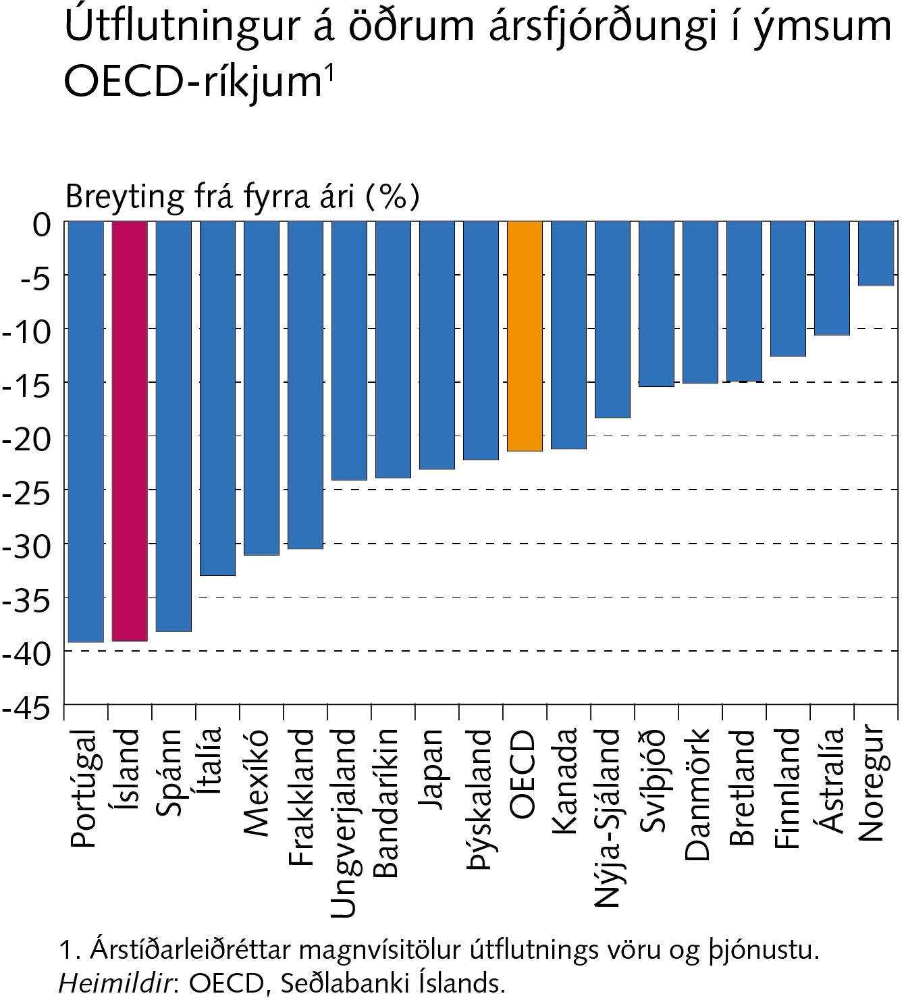 Útflutningur á öðrum ársfjórðungi í ýmsum
OECD-ríkjum¹
Breyting frá fyrra ári (%)
0
-5
-10
-15
-20
-25
-30
-35
-40
-45
Portúgal
Ísland
Spánn
Ítalía
Mexíkó
Frakkland
Ungverjaland
Bandaríkin
Japan
Þýskaland
OECD
Kanada
Nýja-Sjáland
Svíþjóð
Danmörk
Bretland
Finnland
Ástralía
Noregur
1. Árstíðarleiðréttar magnvísitölur útflutnings vöru og þjónustu.
Heimildir: OECD, Seðlabanki Íslands.